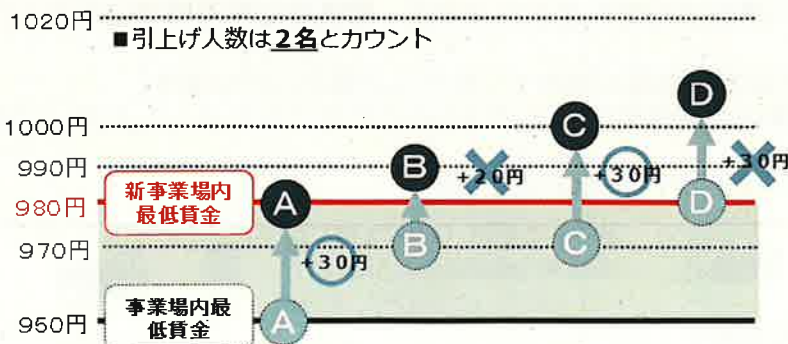 1020円
■引上げ人数は2名とカウント
D
1000円
C
990円
B
+20円
+30円
+30円
新事業場内
最低賃金
980円
A
D
970円
+30円
B
C
事業場内最
低賃金
950円
A